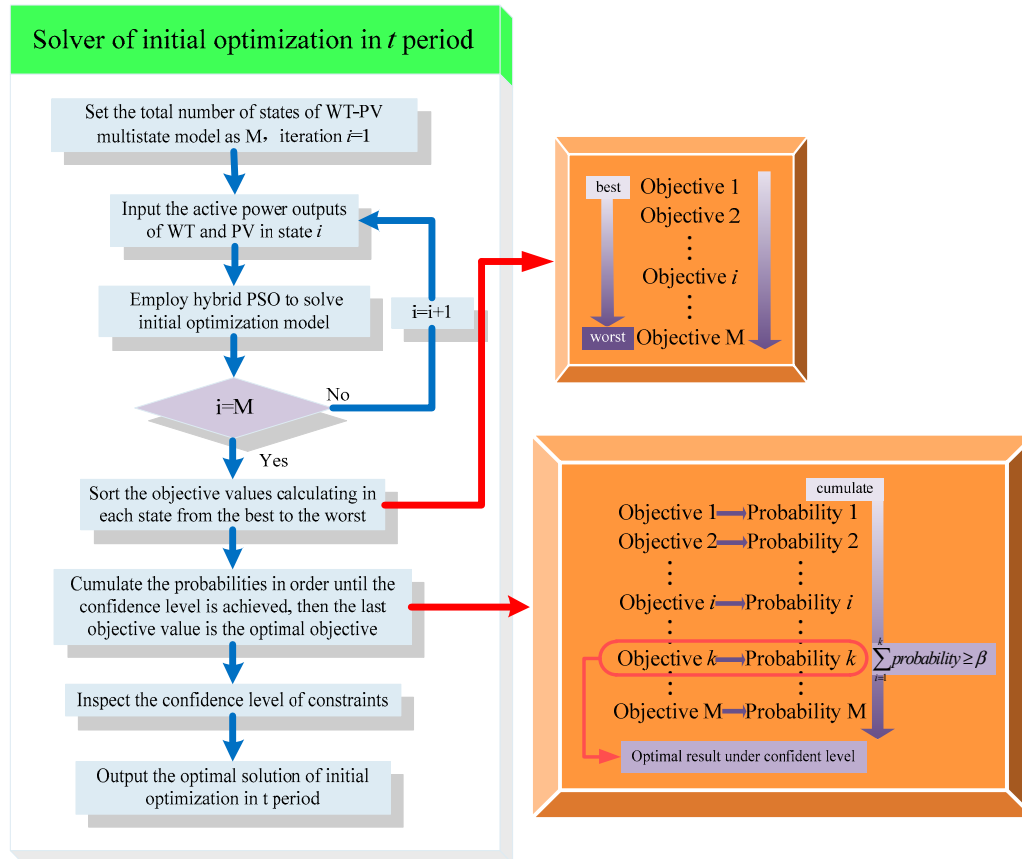 Solver of initial optimization in t period
Set the total number of states of WT-PV
multistate model as M, iteration i=1
Input the active power outputs
of WT and PV in state i
Employ hybrid PSO to solve
initial optimization model
i=i+1
i=M
No
Yes
Sort the objective values calculating in
each state from the best to the worst
Cumulate the probabilities in order until the
confidence level is achieved, then the last
objective value is the optimal objective
Inspect the confidence level of constraints
Output the optimal solution of initial
optimization in t period
best
Objective 1
Objective 2
Objective i
worst
Objective M
cumulate
Objective 1 Probability 1
Objective 2 Probability 2
Objective i Probability i
Objective k Probability k
k
∑ probability ≥ β
i=1
Objective M Probability M
Optimal result under confident level